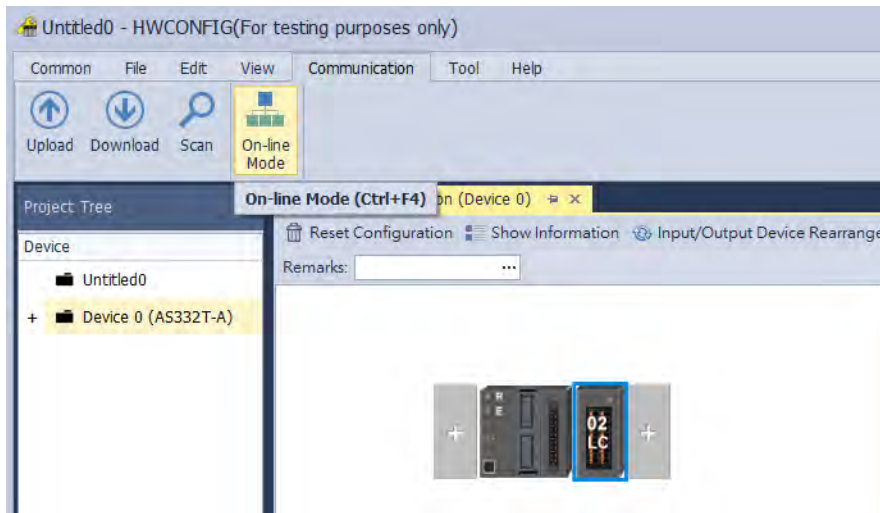 Untitled0 - HWCONFIG(For testing purposes only)
Common File Edit View Communication Tool Help
Upload Download Scan On-line Mode
On-line Mode (Ctrl+F4)
on (Device 0)
Project Tree
Reset Configuration Show Information Input/Output Device Rearrange
Device
Remarks: ...
Untitled0
+ Device 0 (AS332T-A)
R
E
02
LC